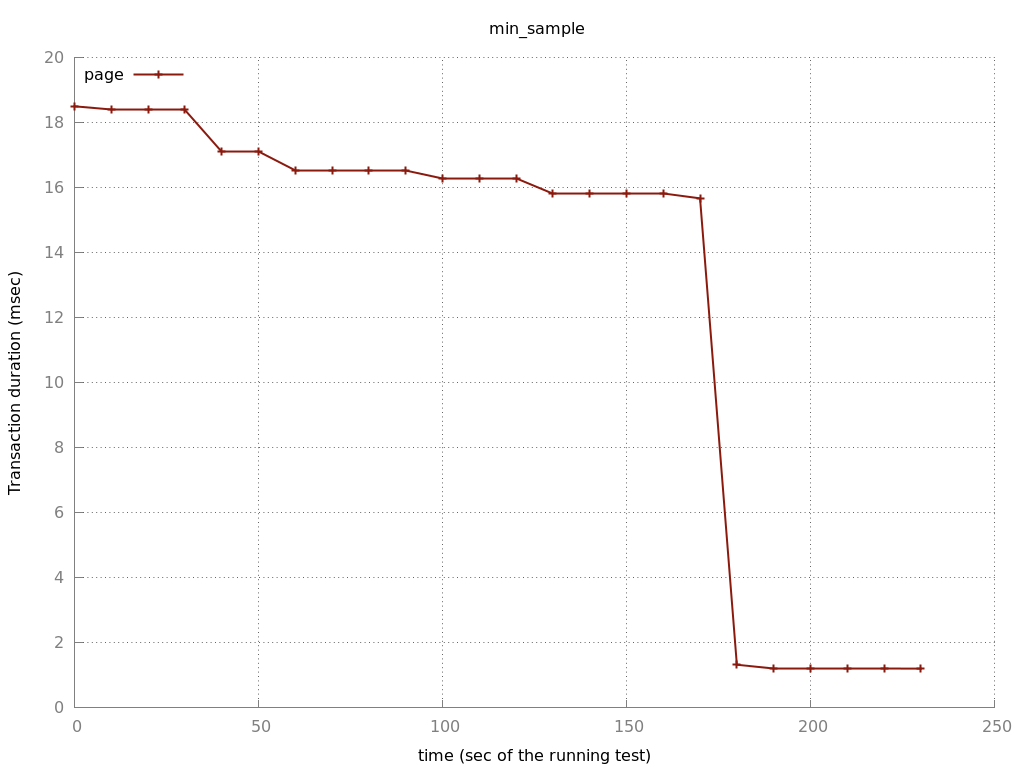 min_sample
page
20
18
16
14
12
10
8
6
4
2
0
Transaction duration (msec)
0 50 100 150 200 250
time (sec of the running test)